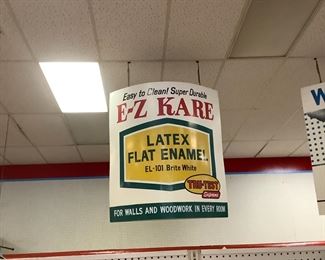 Easy to Clean! Super Durable
E-Z KARE
LATEX
FLAT ENAMEL
EL-101 Brite White
TRU-TEST
Supreme
FOR WALLS AND WOODWORK IN EVERY ROOM
W